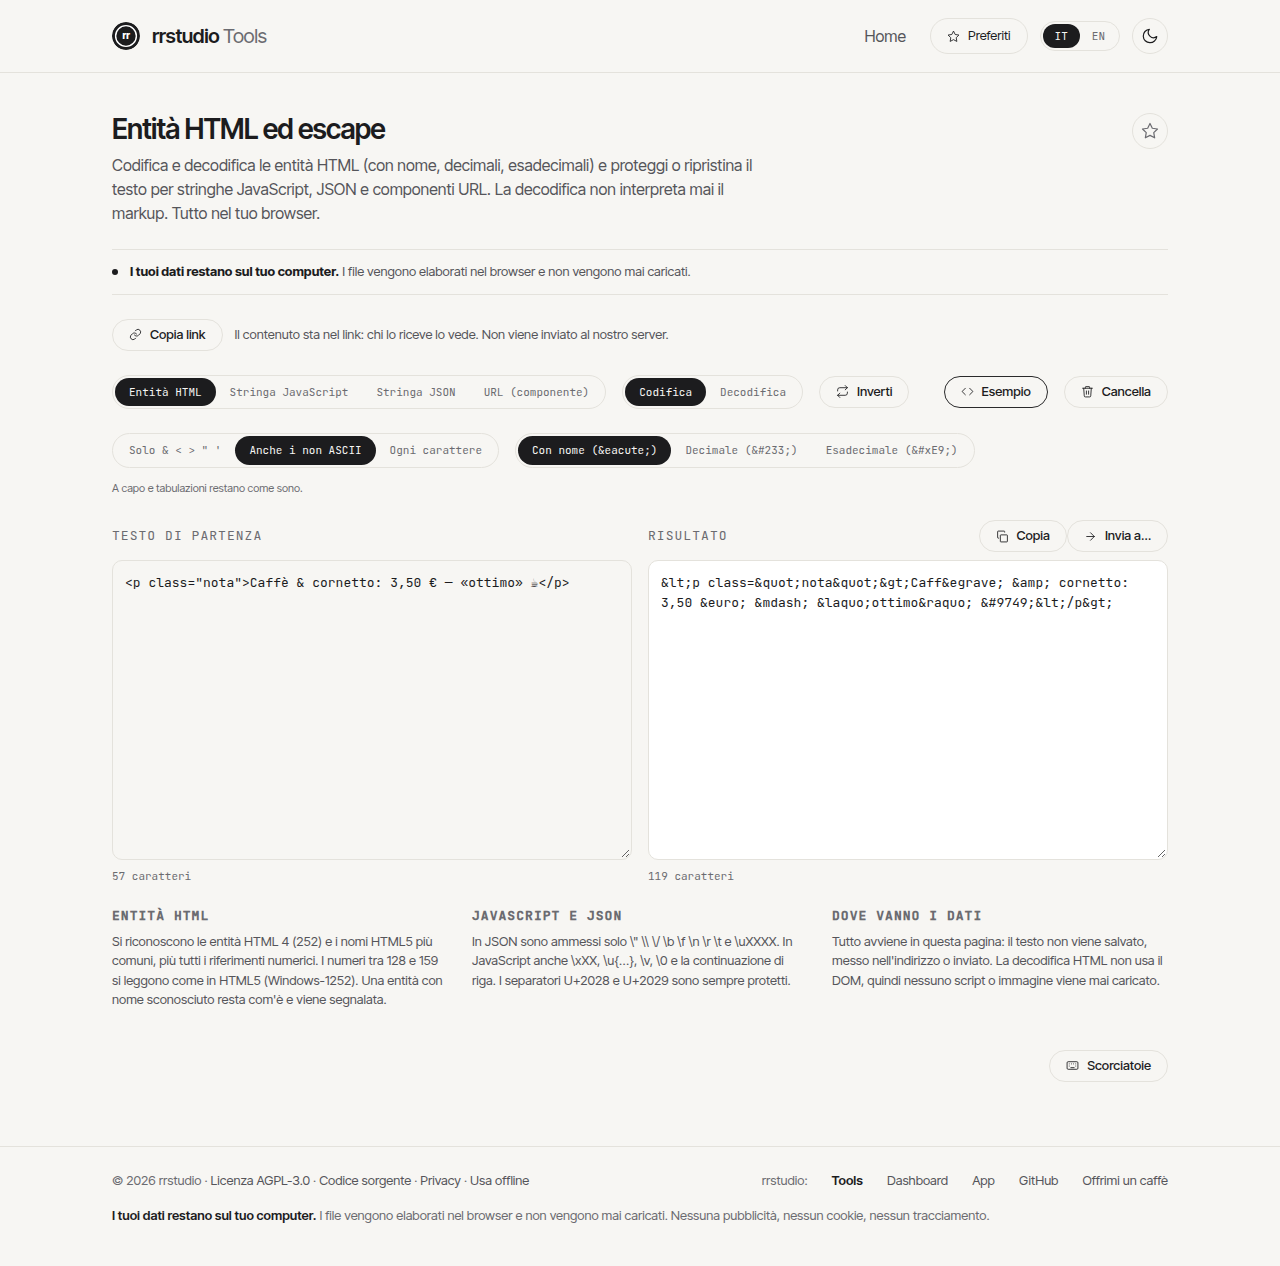 rr rrstudio Tools
Home
Preferiti
IT EN
Entità HTML ed escape
Codifica e decodifica le entità HTML (con nome, decimali, esadecimali) e proteggi o ripristina il
testo per stringhe JavaScript, JSON e componenti URL. La decodifica non interpreta mai il
markup. Tutto nel tuo browser.
I tuoi dati restano sul tuo computer. I file vengono elaborati nel browser e non vengono mai caricati.
Copia link
Il contenuto sta nel link: chi lo riceve lo vede. Non viene inviato al nostro server.
Entità HTML Stringa JavaScript Stringa JSON URL (componente)
Codifica Decodifica
Inverti
Esempio
Cancella
Solo & < > " ' Anche i non ASCII Ogni carattere
Con nome (&eacute;) Decimale (&#233;) Esadecimale (&#xE9;)
A capo e tabulazioni restano come sono.
TESTO DI PARTENZA
<p class="nota">Caffè & cornetto: 3,50 € — «ottimo» ☕</p>
57 caratteri
RISULTATO
Copia
Invia a…
&lt;p class=&quot;nota&quot;&gt;Caff&egrave; &amp; cornetto:
3,50 &euro; &mdash; &laquo;ottimo&raquo; &#9749;&lt;/p&gt;
119 caratteri
ENTITÀ HTML
Si riconoscono le entità HTML 4 (252) e i nomi HTML5 più
comuni, più tutti i riferimenti numerici. I numeri tra 128 e 159
si leggono come in HTML5 (Windows-1252). Una entità con
nome sconosciuto resta com'è e viene segnalata.
JAVASCRIPT E JSON
In JSON sono ammessi solo \" \\ \/ \b \f \n \r \t e \uXXXX. In
JavaScript anche \xXX, \u{…}, \v, \0 e la continuazione di
riga. I separatori U+2028 e U+2029 sono sempre protetti.
DOVE VANNO I DATI
Tutto avviene in questa pagina: il testo non viene salvato,
messo nell'indirizzo o inviato. La decodifica HTML non usa il
DOM, quindi nessuno script o immagine viene mai caricato.
Scorciatoie
© 2026 rrstudio · Licenza AGPL-3.0 · Codice sorgente · Privacy · Usa offline
rrstudio: Tools Dashboard App GitHub Offrimi un caffè
I tuoi dati restano sul tuo computer. I file vengono elaborati nel browser e non vengono mai caricati. Nessuna pubblicità, nessun cookie, nessun tracciamento.